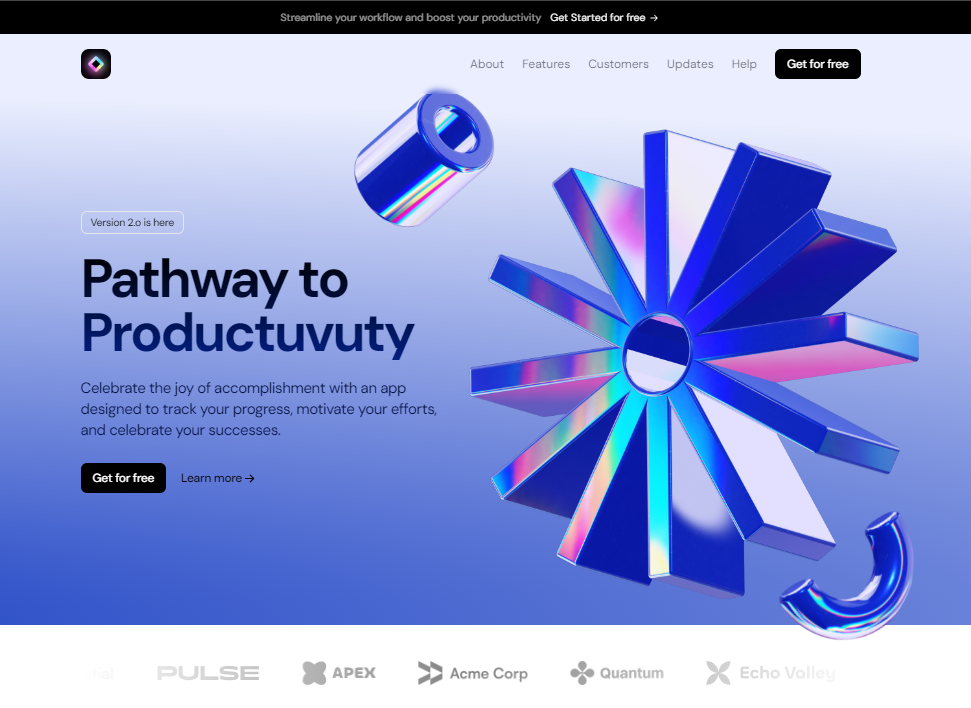 Streamline your workflow and boost your productivity Get Started for free →
About Features Customers Updates Help Get for free
Version 2.o is here
Pathway to
Productuvuty
Celebrate the joy of accomplishment with an app
designed to track your progress, motivate your efforts,
and celebrate your successes.
Get for free Learn more →
PULSE APEX Acme Corp Quantum Echo Valley